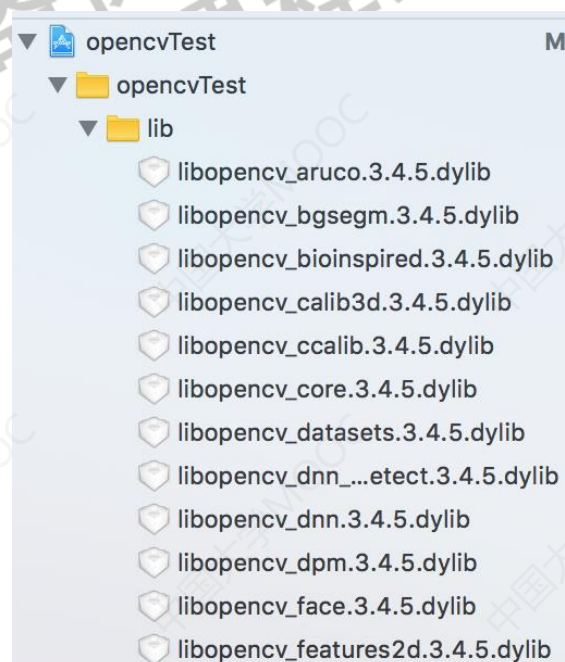 opencvTest M
opencvTest
lib
libopencv_aruco.3.4.5.dylib
libopencv_bgsegm.3.4.5.dylib
libopencv_bioinspired.3.4.5.dylib
libopencv_calib3d.3.4.5.dylib
libopencv_ccalib.3.4.5.dylib
libopencv_core.3.4.5.dylib
libopencv_datasets.3.4.5.dylib
libopencv_dnn_...etect.3.4.5.dylib
libopencv_dnn.3.4.5.dylib
libopencv_dpm.3.4.5.dylib
libopencv_face.3.4.5.dylib
libopencv_features2d.3.4.5.dylib